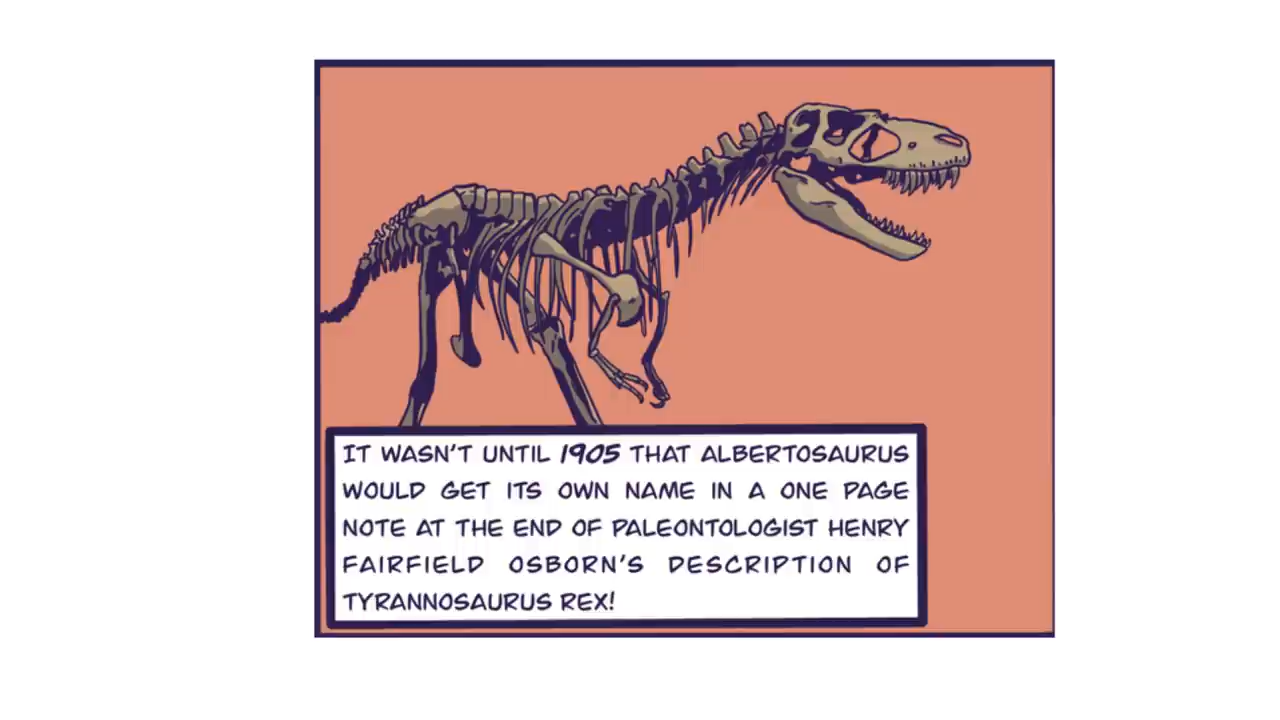 IT WASN'T UNTIL 1905 THAT ALBERTOSAURUS
WOULD GET ITS OWN NAME IN A ONE PAGE
NOTE AT THE END OF PALEONTOLOGIST HENRY
FAIRFIELD OSBORN'S DESCRIPTION OF
TYRANNOSAURUS REX!